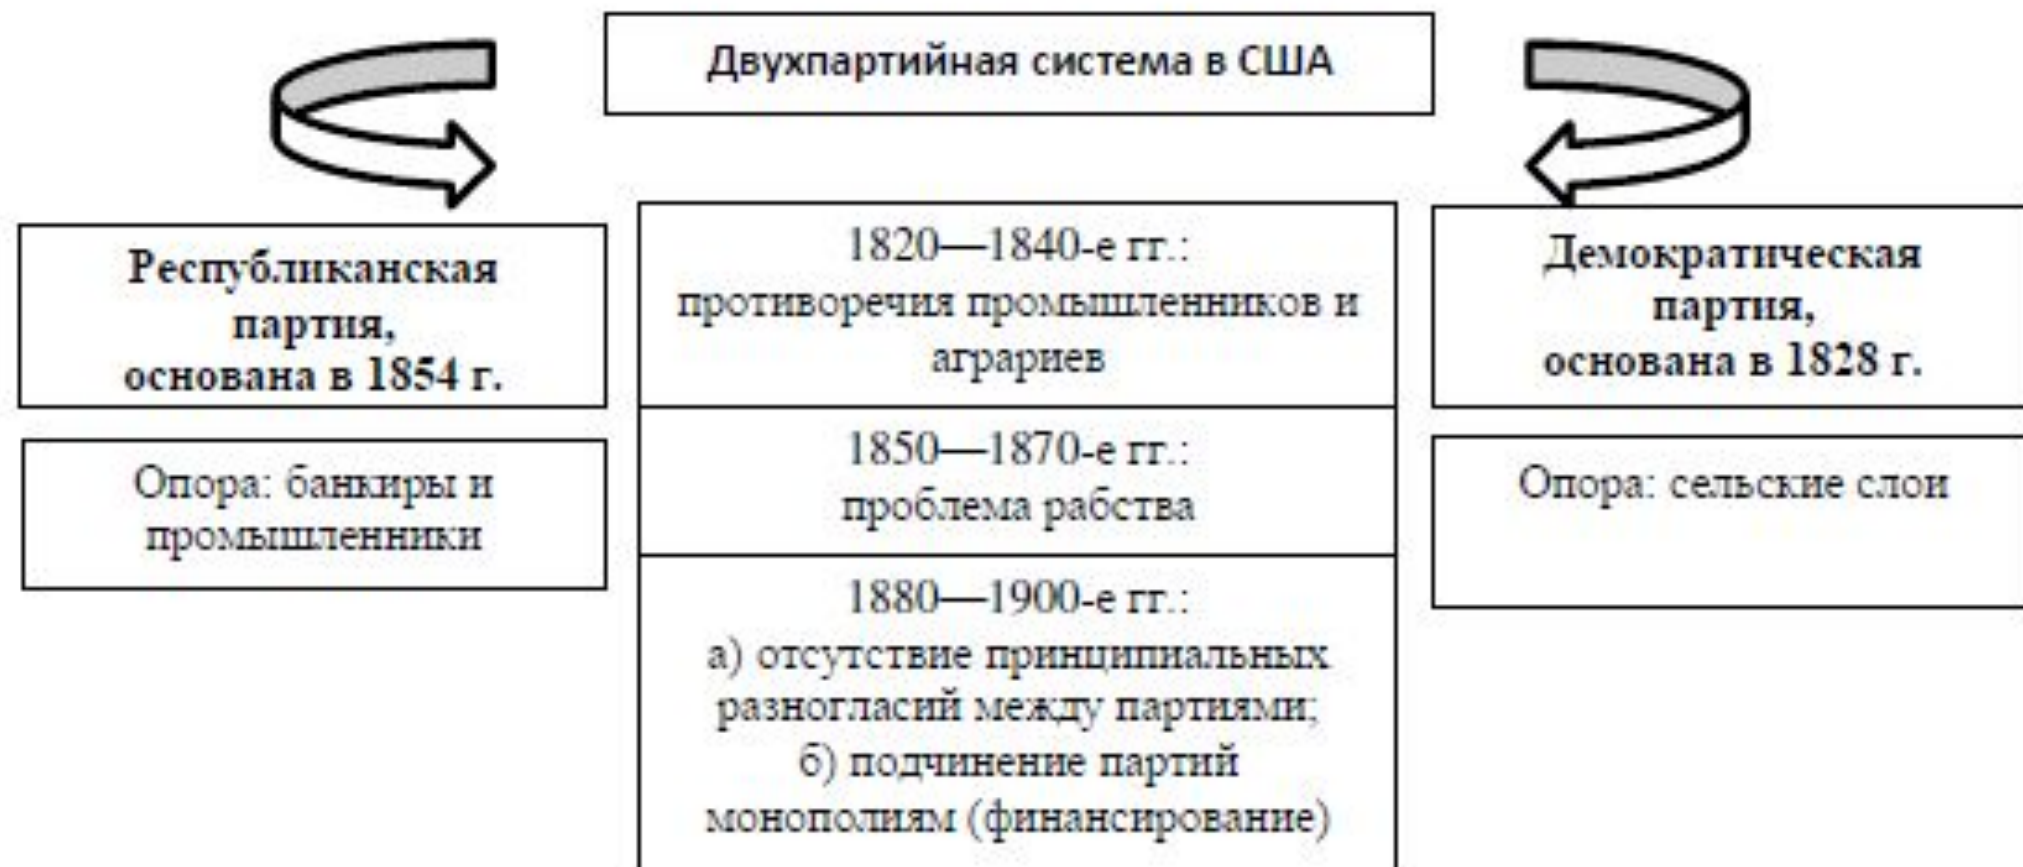 Двухпартийная система в США
Республиканская
партия,
основана в 1854 г.
Опора: банкиры и
промышленники
1820—1840-е гг.:
противоречия промышленников и
аграриев
1850—1870-е гг.:
проблема рабства
1880—1900-е гг.:
а) отсутствие принципиальных
разногласий между партиями;
б) подчинение партий
монополиям (финансирование)
Демократическая
партия,
основана в 1828 г.
Опора: сельские слои